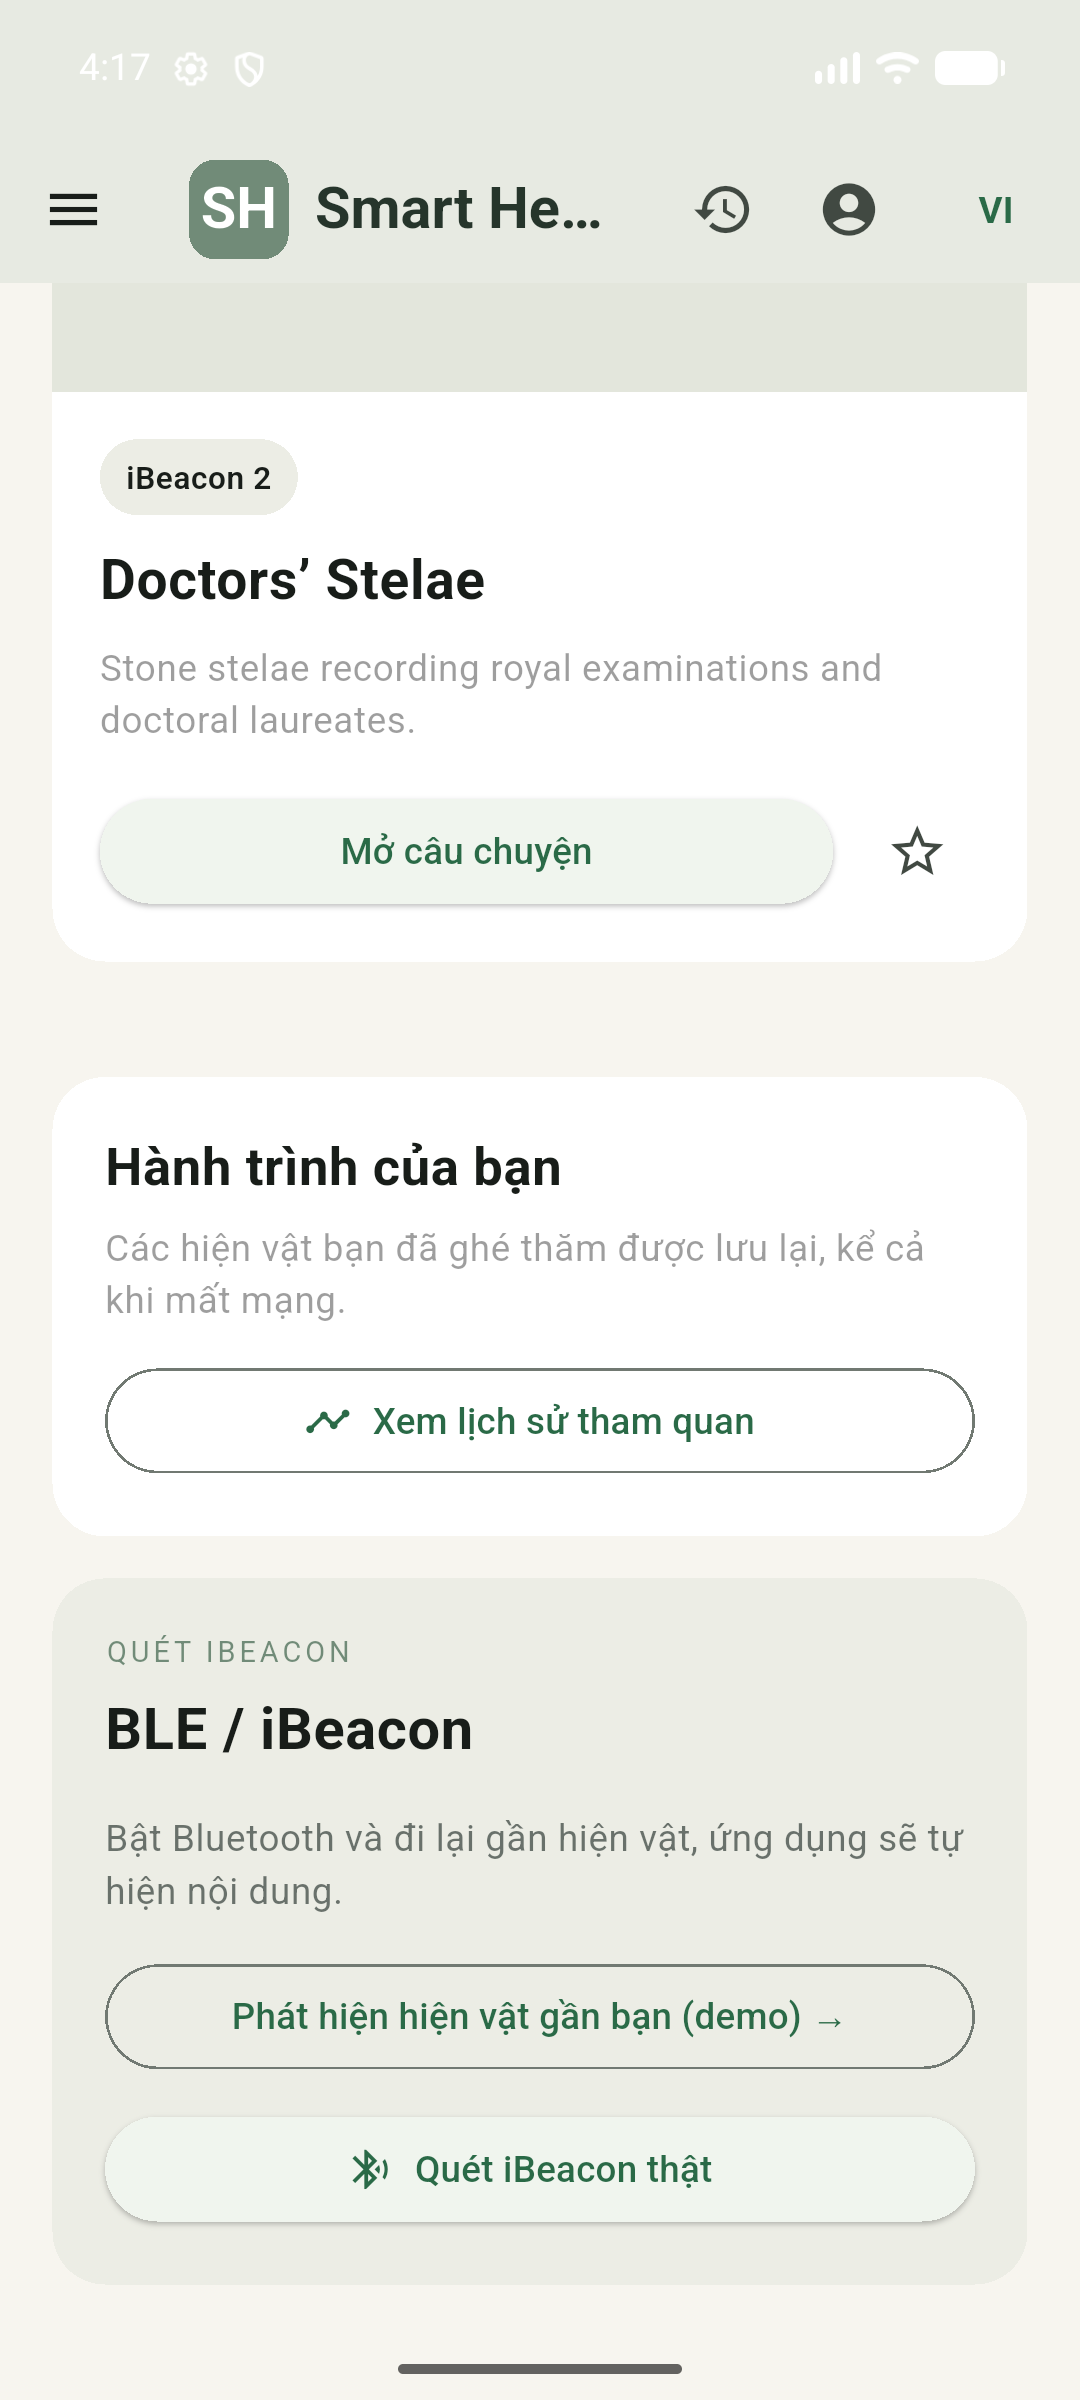 4:17
SH Smart He... VI
iBeacon 2
Doctors’ Stelae
Stone stelae recording royal examinations and
doctoral laureates.
Mở câu chuyện
Hành trình của bạn
Các hiện vật bạn đã ghé thăm được lưu lại, kể cả
khi mất mạng.
Xem lịch sử tham quan
QUÉT IBEACON
BLE / iBeacon
Bật Bluetooth và đi lại gần hiện vật, ứng dụng sẽ tự
hiện nội dung.
Phát hiện hiện vật gần bạn (demo) →
Quét iBeacon thật